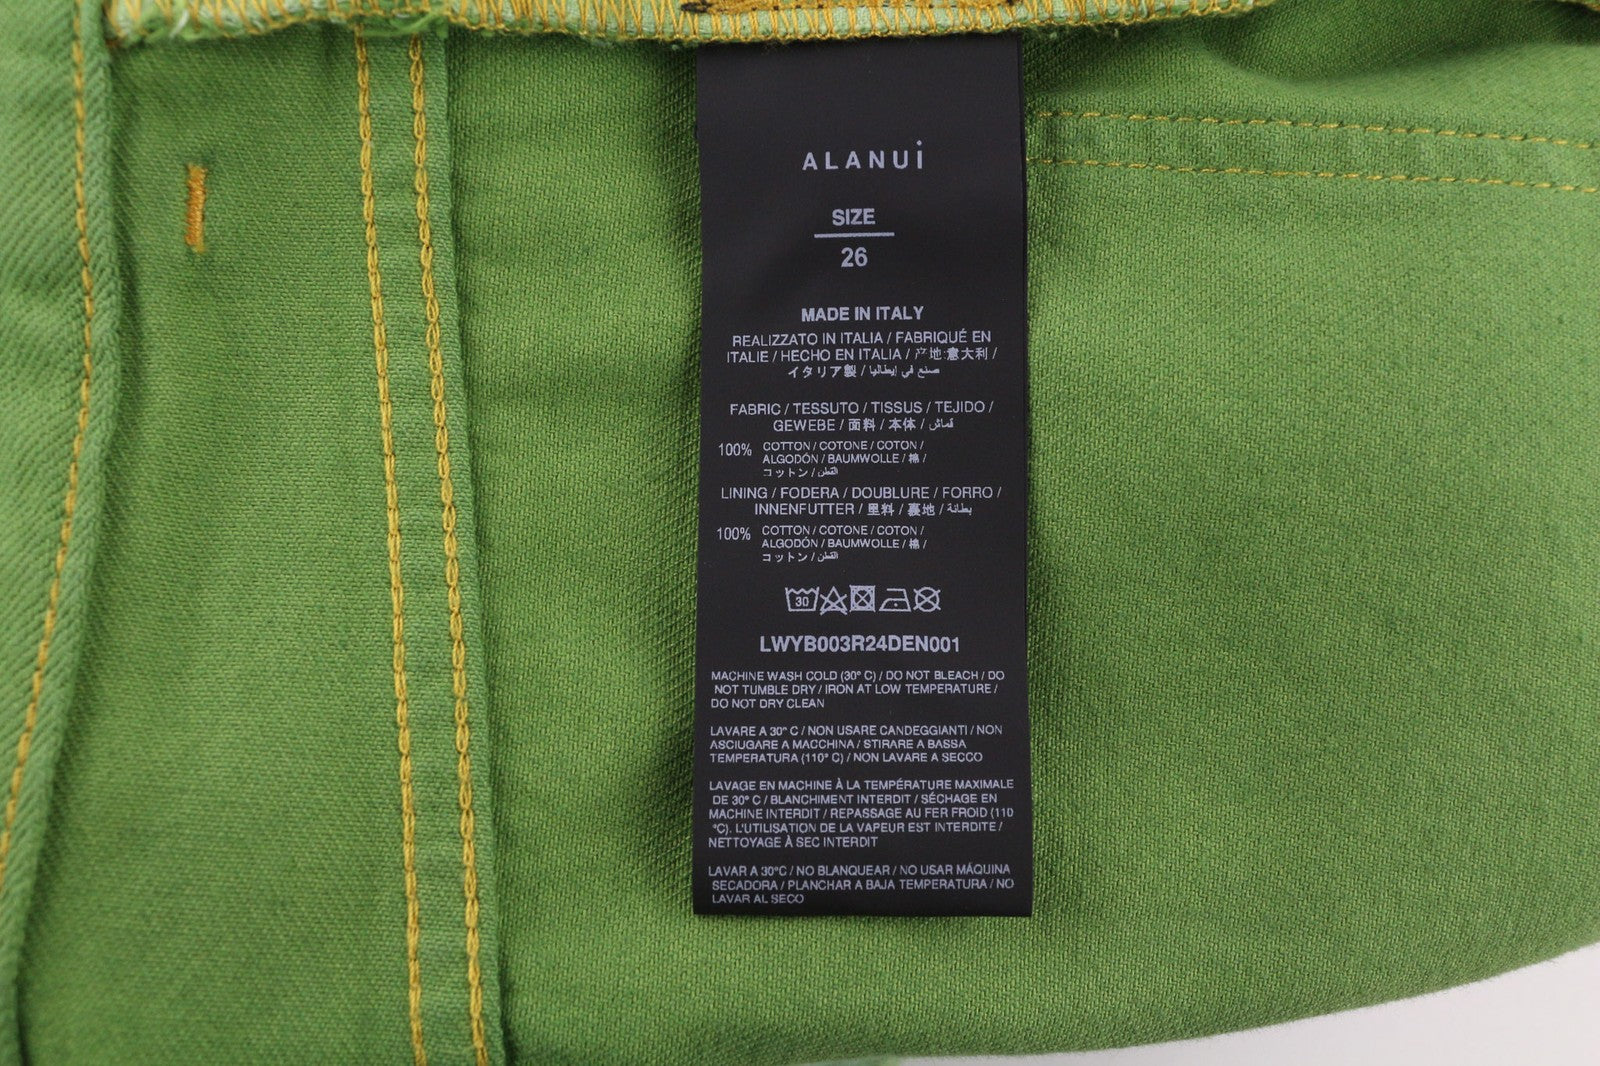 ALANUi
SIZE
26
MADE IN ITALY
REALIZZATO IN ITALIA / FABRIQUÉ EN
ITALIE / HECHO EN ITALIA / 产地:意大利 /
イタリア製 / صنع في إيطاليا
FABRIC / TESSUTO / TISSUS / TEJIDO /
GEWEBE / 面料 / 本体 / قماش
100% COTTON / COTONE / COTON /
ALGODÓN / BAUMWOLLE / 棉 /
コットン / القطن
LINING / FODERA / DOUBLURE / FORRO /
INNENFUTTER / 里料 / 裏地 / بطانة
100% COTTON / COTONE / COTON /
ALGODÓN / BAUMWOLLE / 棉 /
コットン / القطن
30
LWYB003R24DEN001
MACHINE WASH COLD (30° C) / DO NOT BLEACH / DO
NOT TUMBLE DRY / IRON AT LOW TEMPERATURE /
DO NOT DRY CLEAN
LAVARE A 30° C / NON USARE CANDEGGIANTI / NON
ASCIUGARE A MACCHINA / STIRARE A BASSA
TEMPERATURA (110° C) / NON LAVARE A SECCO
LAVAGE EN MACHINE À LA TEMPÉRATURE MAXIMALE
DE 30° C / BLANCHIMENT INTERDIT / SÉCHAGE EN
MACHINE INTERDIT / REPASSAGE AU FER FROID (110
°C). L'UTILISATION DE LA VAPEUR EST INTERDITE /
NETTOYAGE À SEC INTERDIT
LAVAR A 30°C / NO BLANQUEAR / NO USAR MÁQUINA
SECADORA / PLANCHAR A BAJA TEMPERATURA / NO
LAVAR AL SECO